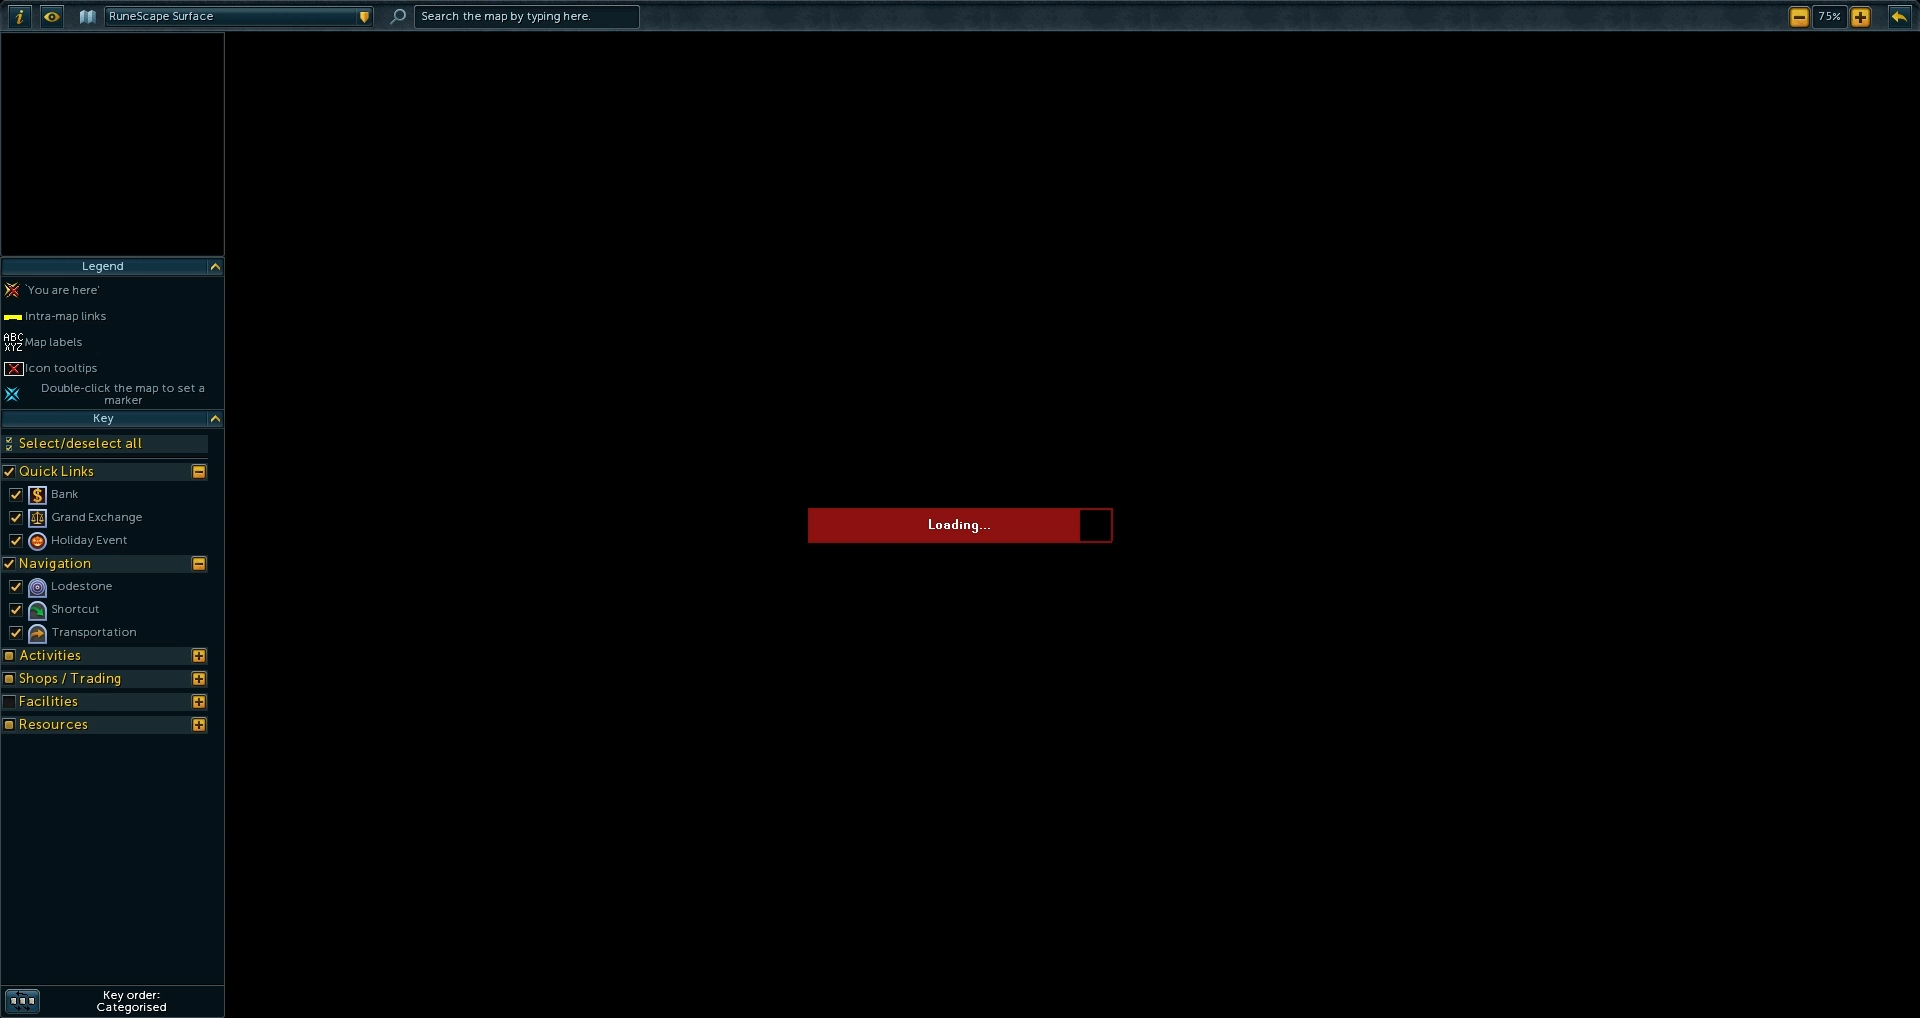 RuneScape Surface
Search the map by typing here.
75%
Legend
'You are here'
Intra-map links
ABC
XYZ
Map labels
Icon tooltips
Double-click the map to set a
marker
Key
Select/deselect all
Quick Links
Bank
Grand Exchange
Holiday Event
Navigation
Lodestone
Shortcut
Transportation
Activities
Shops / Trading
Facilities
Resources
Loading...
Key order:
Categorised